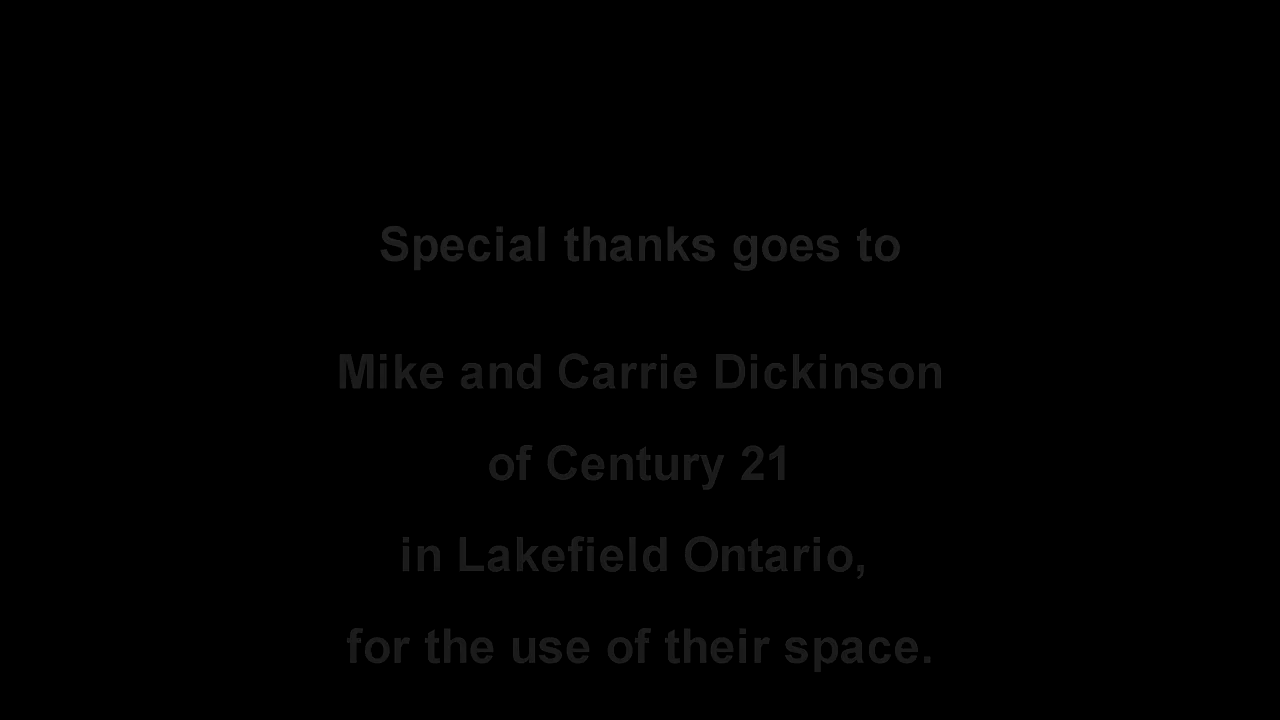 Special thanks goes to
Mike and Carrie Dickinson
of Century 21
in Lakefield Ontario,
for the use of their space.